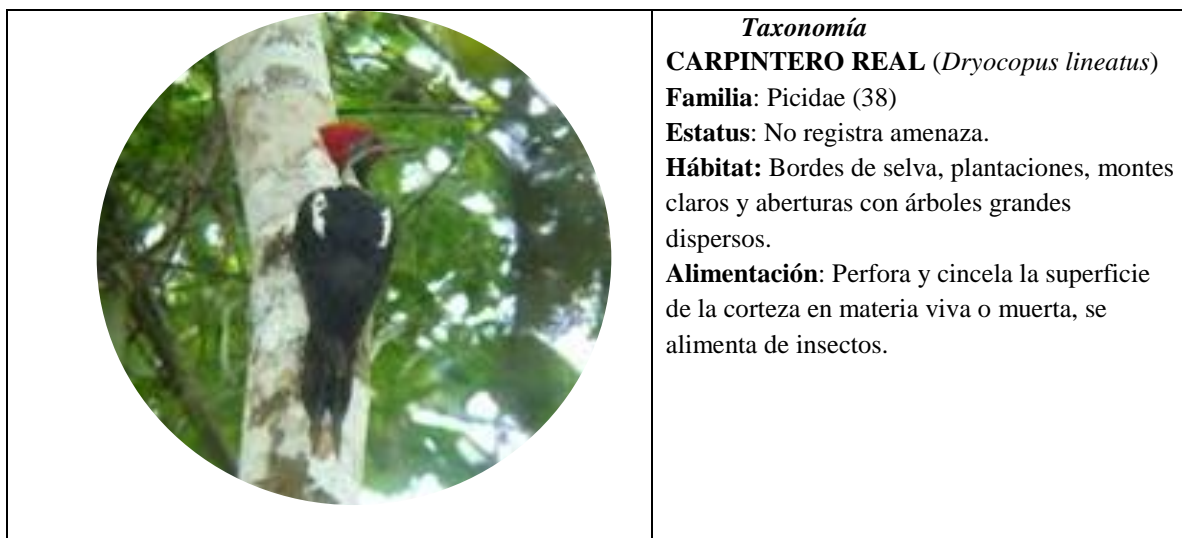 Taxonomía
CARPINTERO REAL (Dryocopus lineatus)
Familia: Picidae (38)
Estatus: No registra amenaza.
Hábitat: Bordes de selva, plantaciones, montes
claros y aberturas con árboles grandes
dispersos.
Alimentación: Perfora y cincela la superficie
de la corteza en materia viva o muerta, se
alimenta de insectos.